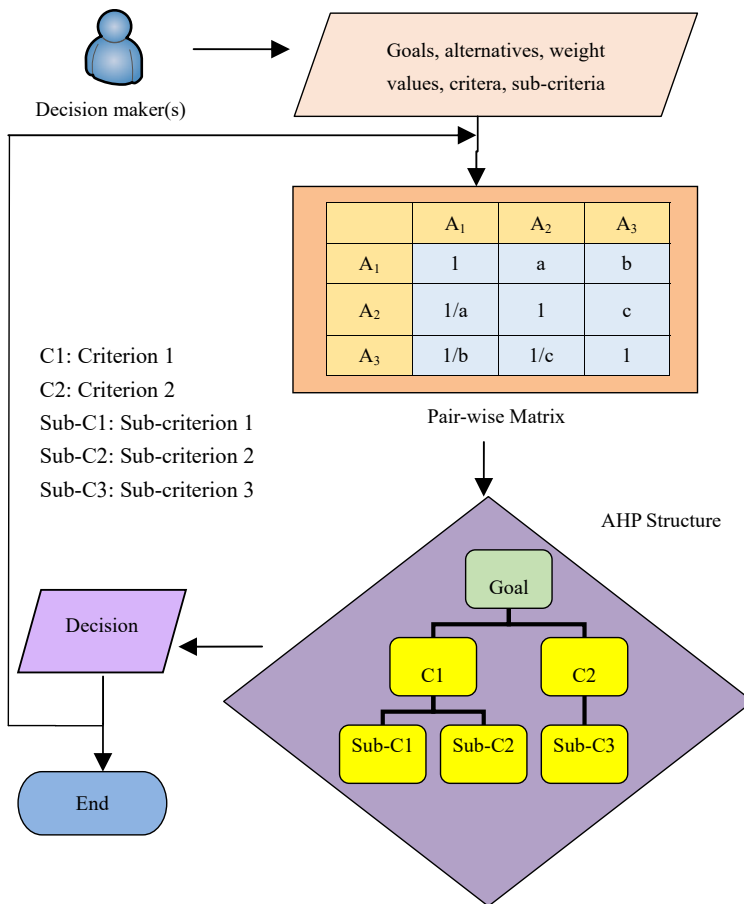 Goals, alternatives, weight
values, critera, sub-criteria
Decision maker(s)
A₁ A₂ A₃
A₁ 1 a b
A₂ 1/a 1 c
A₃ 1/b 1/c 1
Pair-wise Matrix
C1: Criterion 1
C2: Criterion 2
Sub-C1: Sub-criterion 1
Sub-C2: Sub-criterion 2
Sub-C3: Sub-criterion 3
AHP Structure
Goal
C1 C2
Sub-C1 Sub-C2 Sub-C3
Decision
End